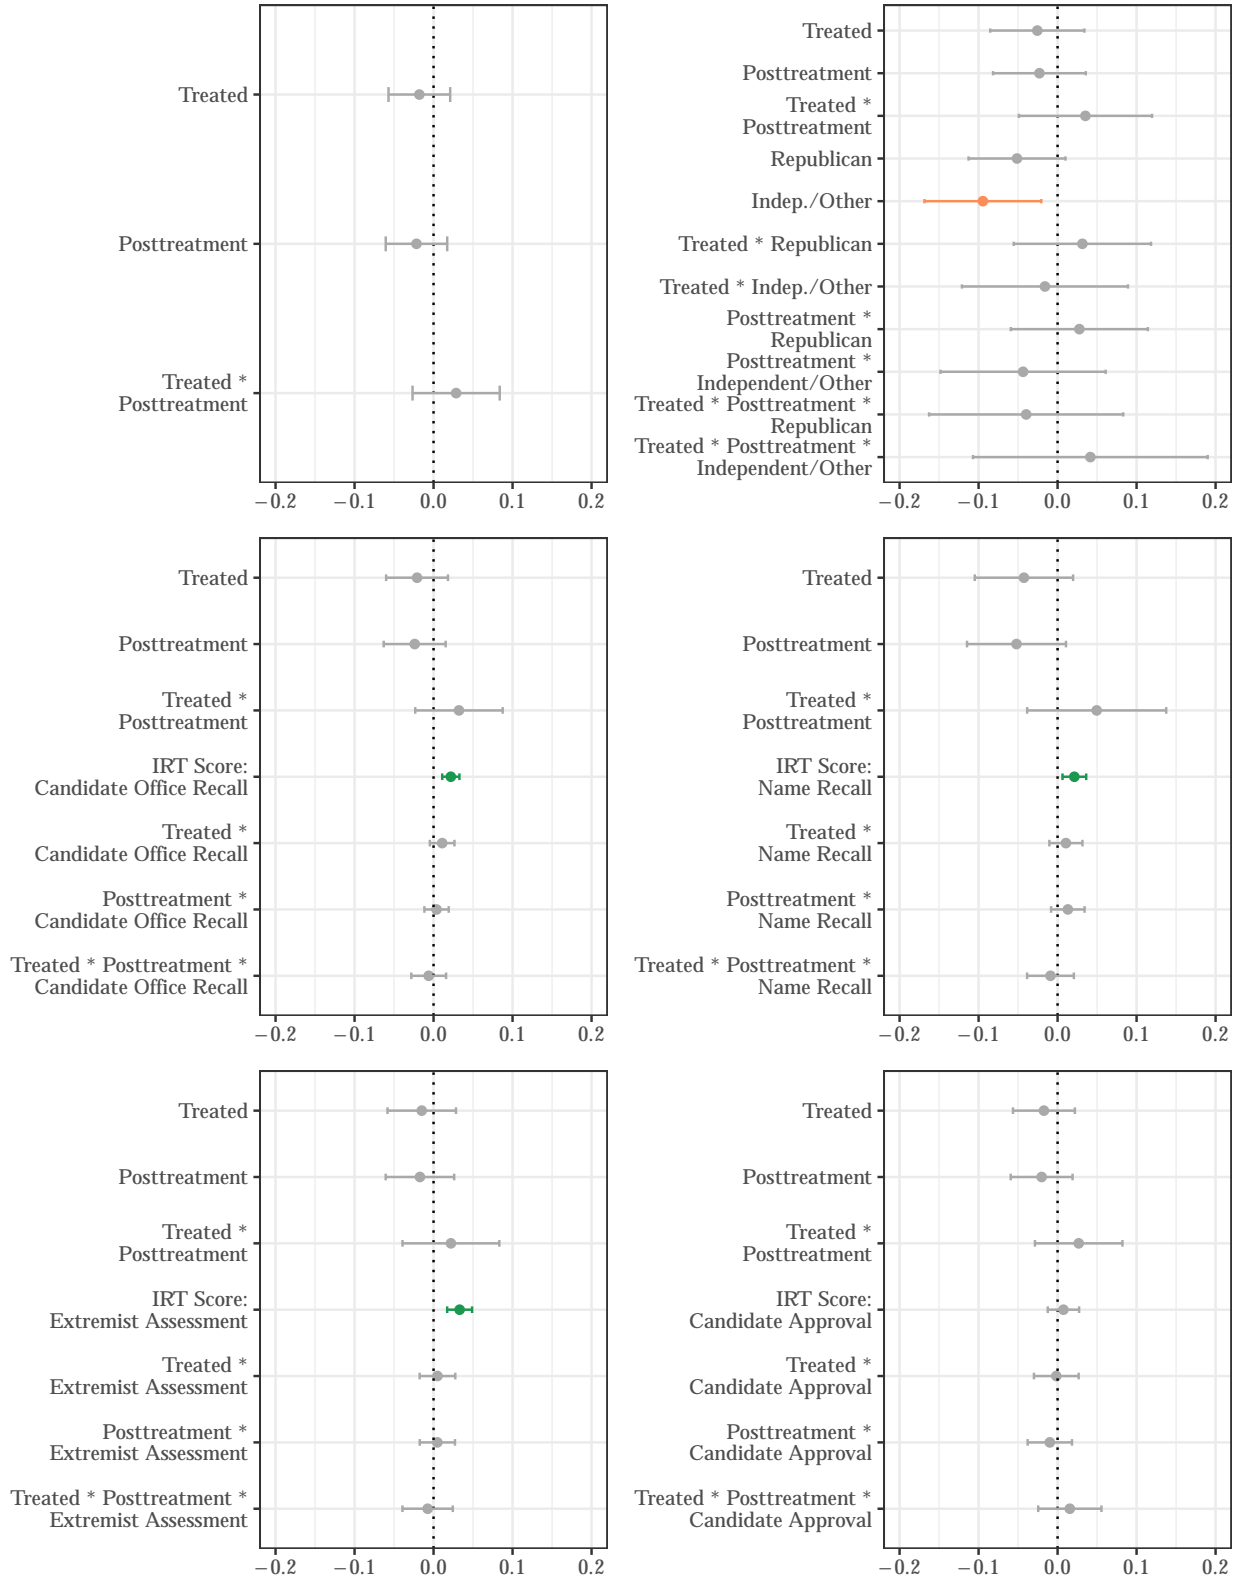 Treated
Posttreatment
Treated *
Posttreatment
−0.2 −0.1 0.0 0.1 0.2
Treated
Posttreatment
Treated *
Posttreatment
Republican
Indep./Other
Treated * Republican
Treated * Indep./Other
Posttreatment *
Republican
Posttreatment *
Independent/Other
Treated * Posttreatment *
Republican
Treated * Posttreatment *
Independent/Other
−0.2 −0.1 0.0 0.1 0.2
Treated
Posttreatment
Treated *
Posttreatment
IRT Score:
Candidate Office Recall
Treated *
Candidate Office Recall
Posttreatment *
Candidate Office Recall
Treated * Posttreatment *
Candidate Office Recall
−0.2 −0.1 0.0 0.1 0.2
Treated
Posttreatment
Treated *
Posttreatment
IRT Score:
Name Recall
Treated *
Name Recall
Posttreatment *
Name Recall
Treated * Posttreatment *
Name Recall
−0.2 −0.1 0.0 0.1 0.2
Treated
Posttreatment
Treated *
Posttreatment
IRT Score:
Extremist Assessment
Treated *
Extremist Assessment
Posttreatment *
Extremist Assessment
Treated * Posttreatment *
Extremist Assessment
−0.2 −0.1 0.0 0.1 0.2
Treated
Posttreatment
Treated *
Posttreatment
IRT Score:
Candidate Approval
Treated *
Candidate Approval
Posttreatment *
Candidate Approval
Treated * Posttreatment *
Candidate Approval
−0.2 −0.1 0.0 0.1 0.2